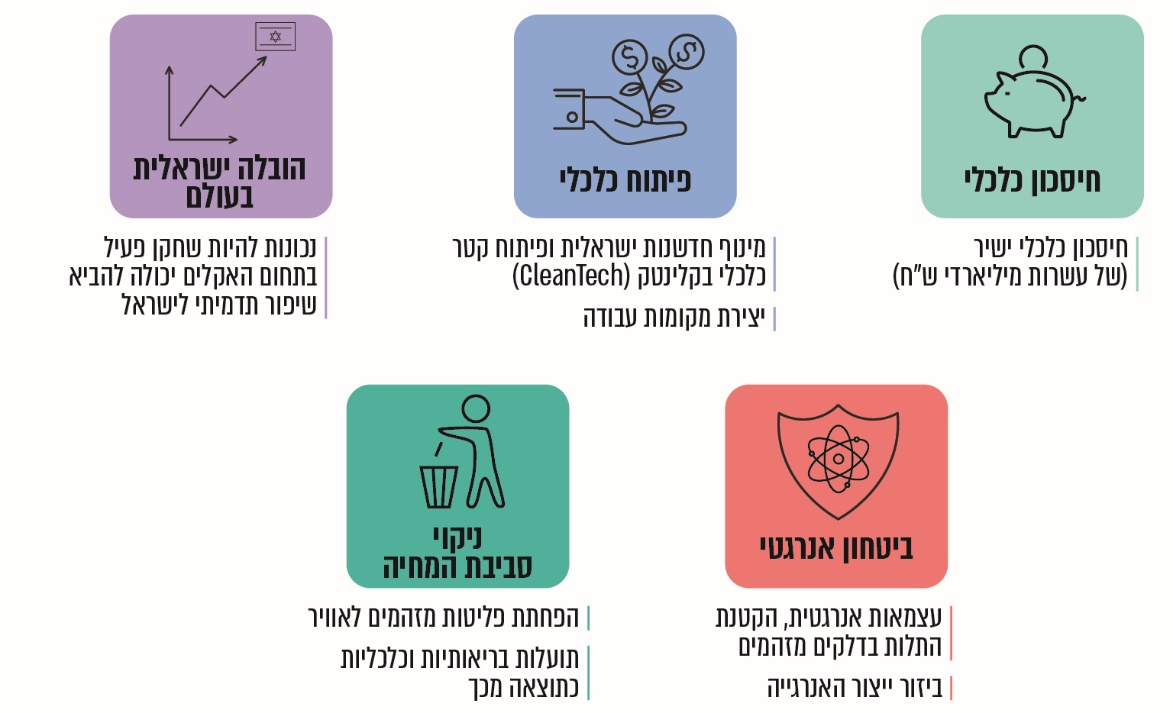 חיסכון כלכלי
חיסכון כלכלי ישיר
(של עשרות מיליארדי ש"ח)
פיתוח כלכלי
מינוף חדשנות ישראלית ופיתוח קטר
כלכלי בקלינטק (CleanTech)
יצירת מקומות עבודה
הובלה ישראלית
בעולם
נכונות להיות שחקן פעיל
בתחום האקלים יכולה להביא
שיפור תדמיתי לישראל
ביטחון אנרגטי
עצמאות אנרגטית, הקטנת
התלות בדלקים מזהמים
ביזור ייצור האנרגייה
ניקוי
סביבת המחיה
הפחתת פליטות מזהמים לאוויר
תועלות בריאותיות וכלכליות
כתוצאה מכך